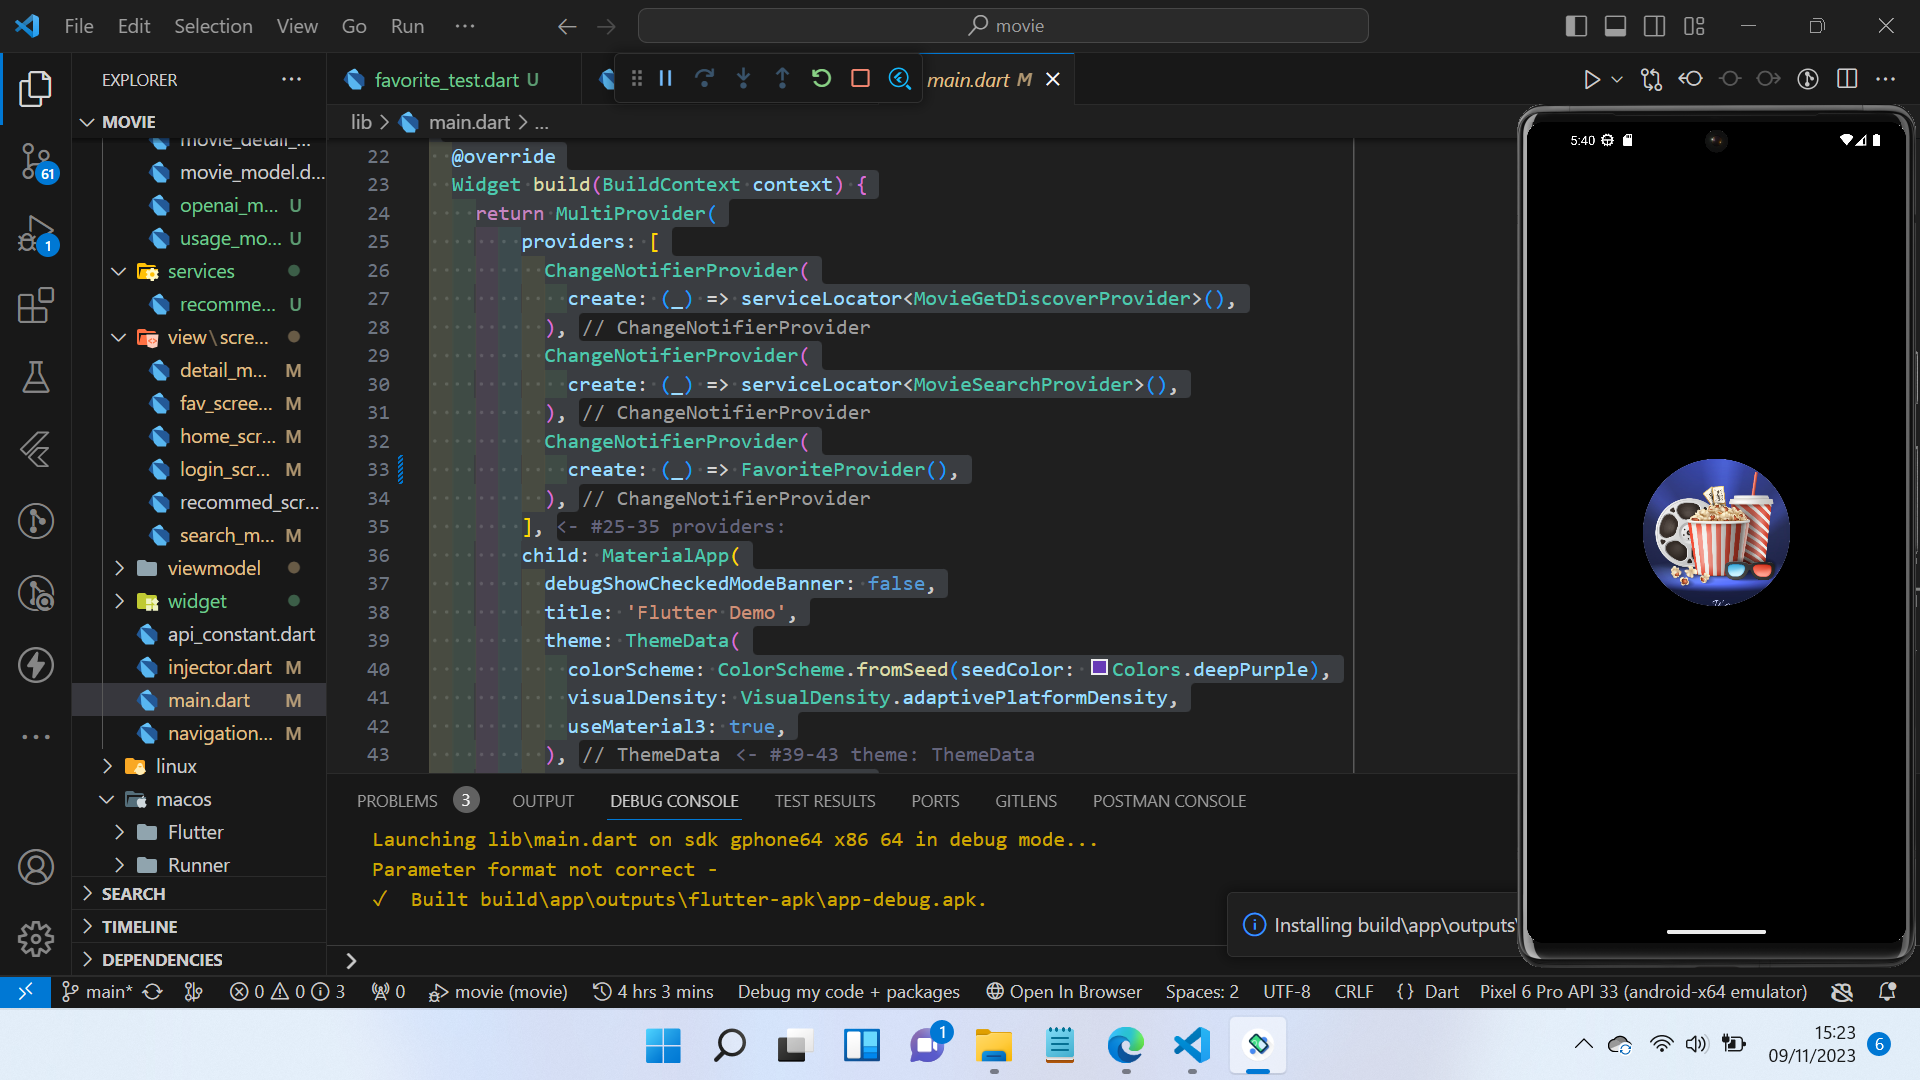 File Edit Selection View Go Run ···
movie
EXPLORER
favorite_test.dart U
main.dart M
MOVIE
lib > main.dart > ...
movie_detail_...
movie_model.d...
openai_m... U
usage_mo... U
services
recomme... U
view\scre...
detail_m... M
fav_scree... M
home_scr... M
login_scr... M
recommed_scr...
search_m... M
viewmodel
widget
api_constant.dart
injector.dart M
main.dart M
navigation... M
linux
macos
Flutter
Runner
SEARCH
TIMELINE
DEPENDENCIES
61
1
22 @override
23 Widget build(BuildContext context) {
24 return MultiProvider(
25 providers: [
26 ChangeNotifierProvider(
27 create: (_) => serviceLocator<MovieGetDiscoverProvider>(),
28 ), // ChangeNotifierProvider
29 ChangeNotifierProvider(
30 create: (_) => serviceLocator<MovieSearchProvider>(),
31 ), // ChangeNotifierProvider
32 ChangeNotifierProvider(
33 create: (_) => FavoriteProvider(),
34 ), // ChangeNotifierProvider
35 ], <- #25-35 providers:
36 child: MaterialApp(
37 debugShowCheckedModeBanner: false,
38 title: 'Flutter Demo',
39 theme: ThemeData(
40 colorScheme: ColorScheme.fromSeed(seedColor: Colors.deepPurple),
41 visualDensity: VisualDensity.adaptivePlatformDensity,
42 useMaterial3: true,
43 ), // ThemeData <- #39-43 theme: ThemeData
PROBLEMS 3 OUTPUT DEBUG CONSOLE TEST RESULTS PORTS GITLENS POSTMAN CONSOLE
Launching lib\main.dart on sdk gphone64 x86 64 in debug mode...
Parameter format not correct -
✓ Built build\app\outputs\flutter-apk\app-debug.apk.
Installing build\app\outputs\
5:40
main* 0 0 3 0 movie (movie) 4 hrs 3 mins Debug my code + packages Open In Browser Spaces: 2 UTF-8 CRLF {} Dart Pixel 6 Pro API 33 (android-x64 emulator)
1
15:23
09/11/2023
6